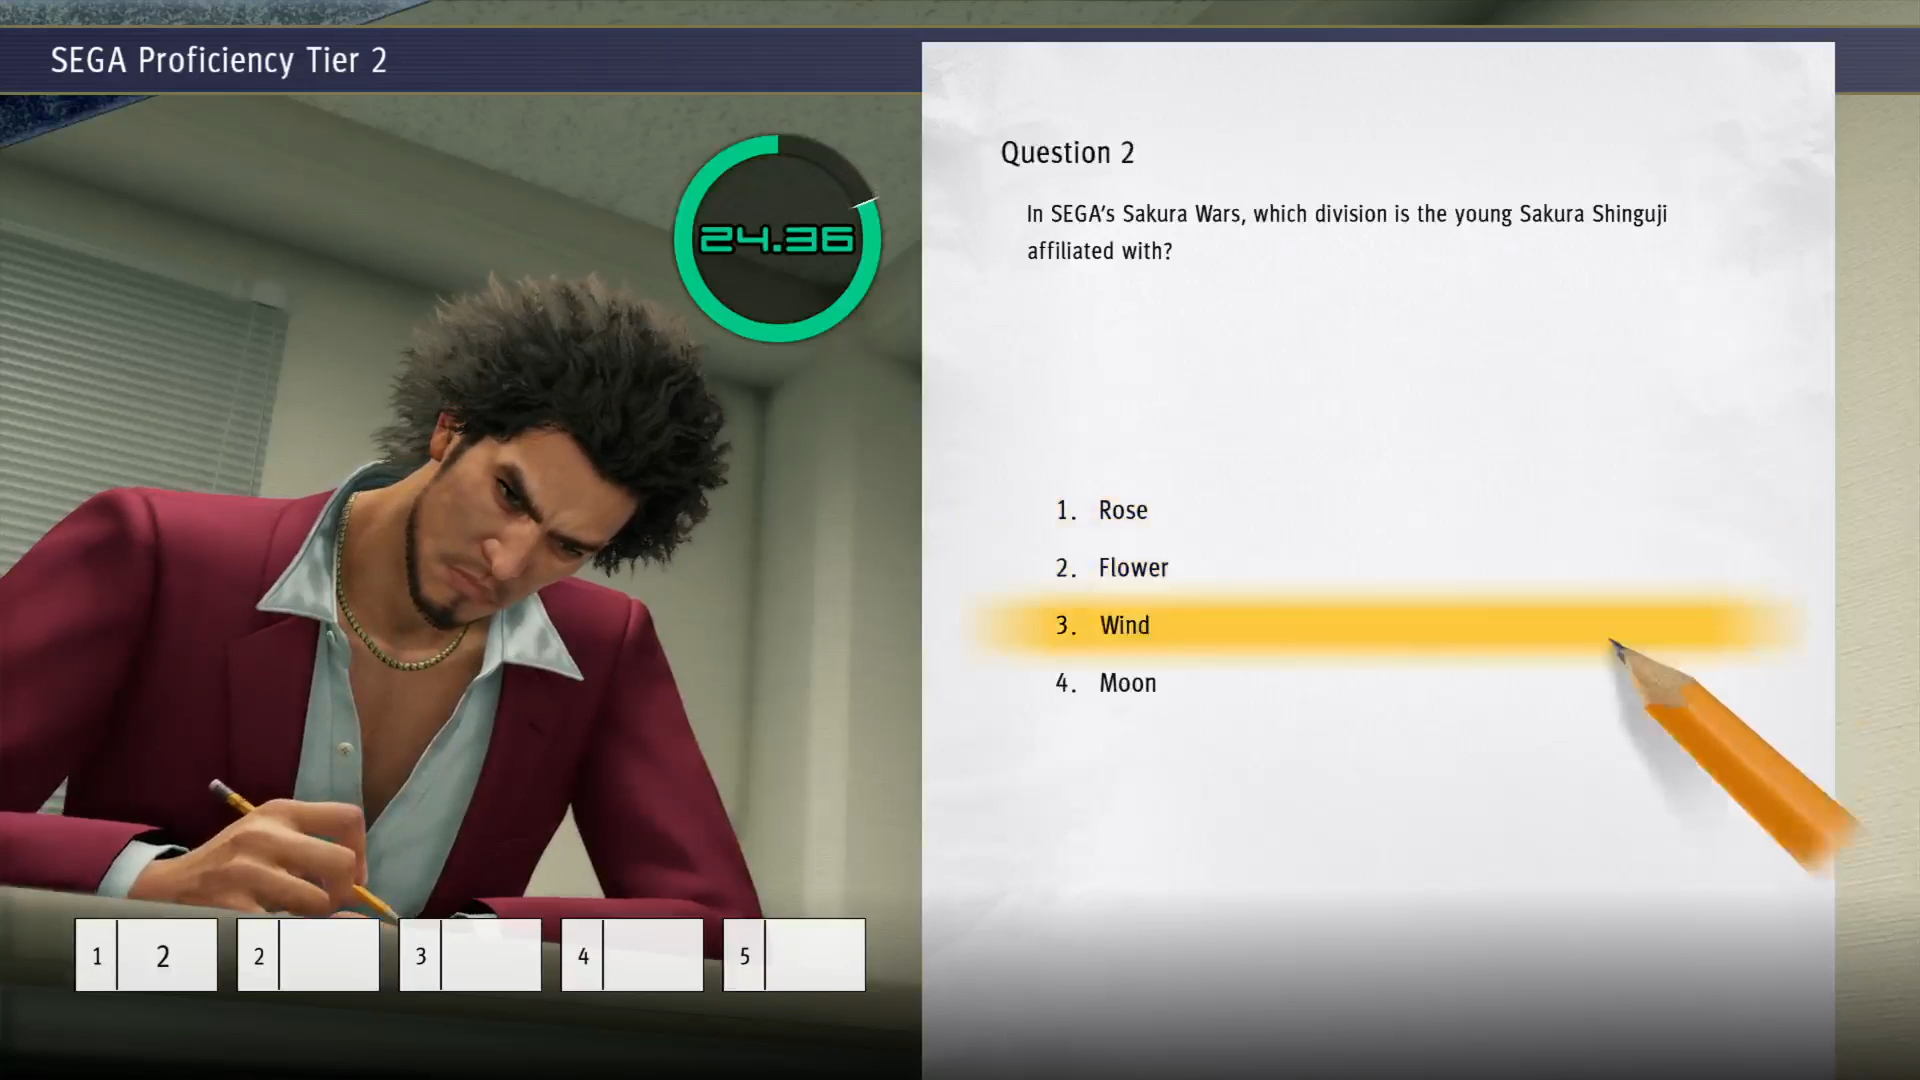 SEGA Proficiency Tier 2
24.36
Question 2
In SEGA's Sakura Wars, which division is the young Sakura Shinguji
affiliated with?
1. Rose
2. Flower
3. Wind
4. Moon
1 2 2 3 4 5